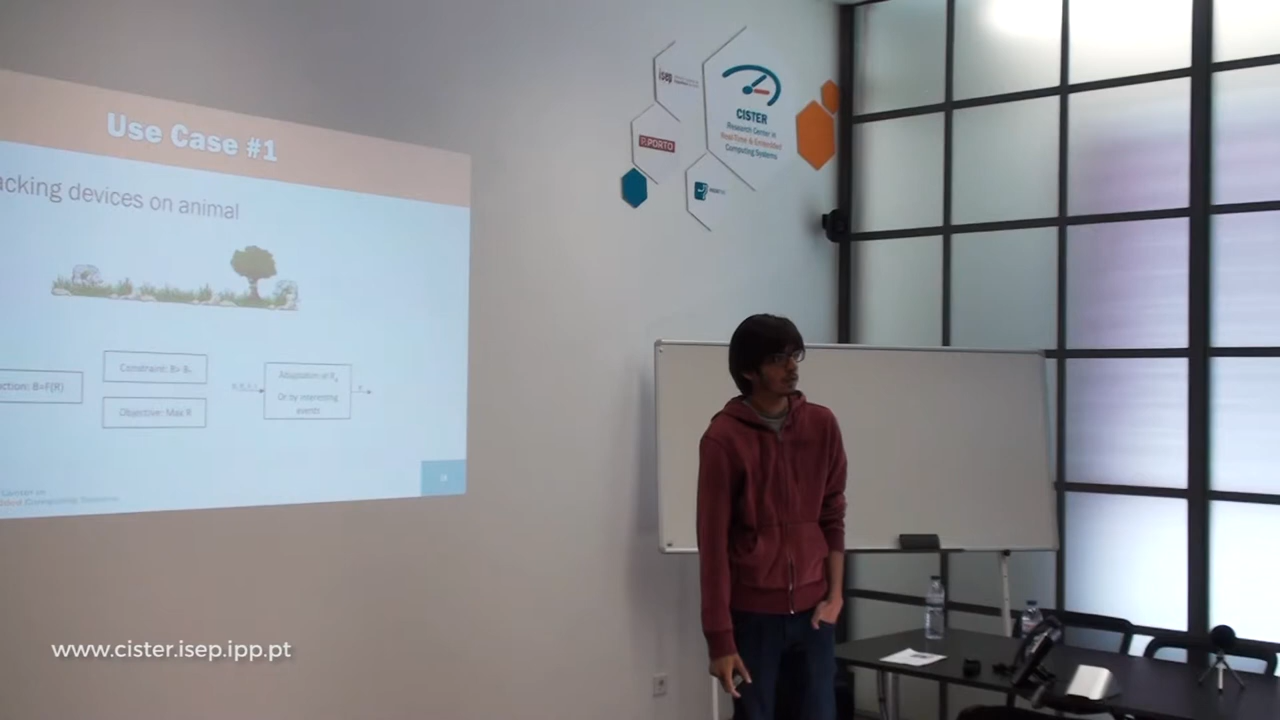 Use Case #1
acking devices on animal
Constraint: B> B
ction: B=F(R)
Objective: Max R
Adaptation of R
Or by interesting
events
isep
CISTER
Research Center in
Real-Time & Embedded
Computing Systems
P.PORTO
www.cister.isep.ipp.pt